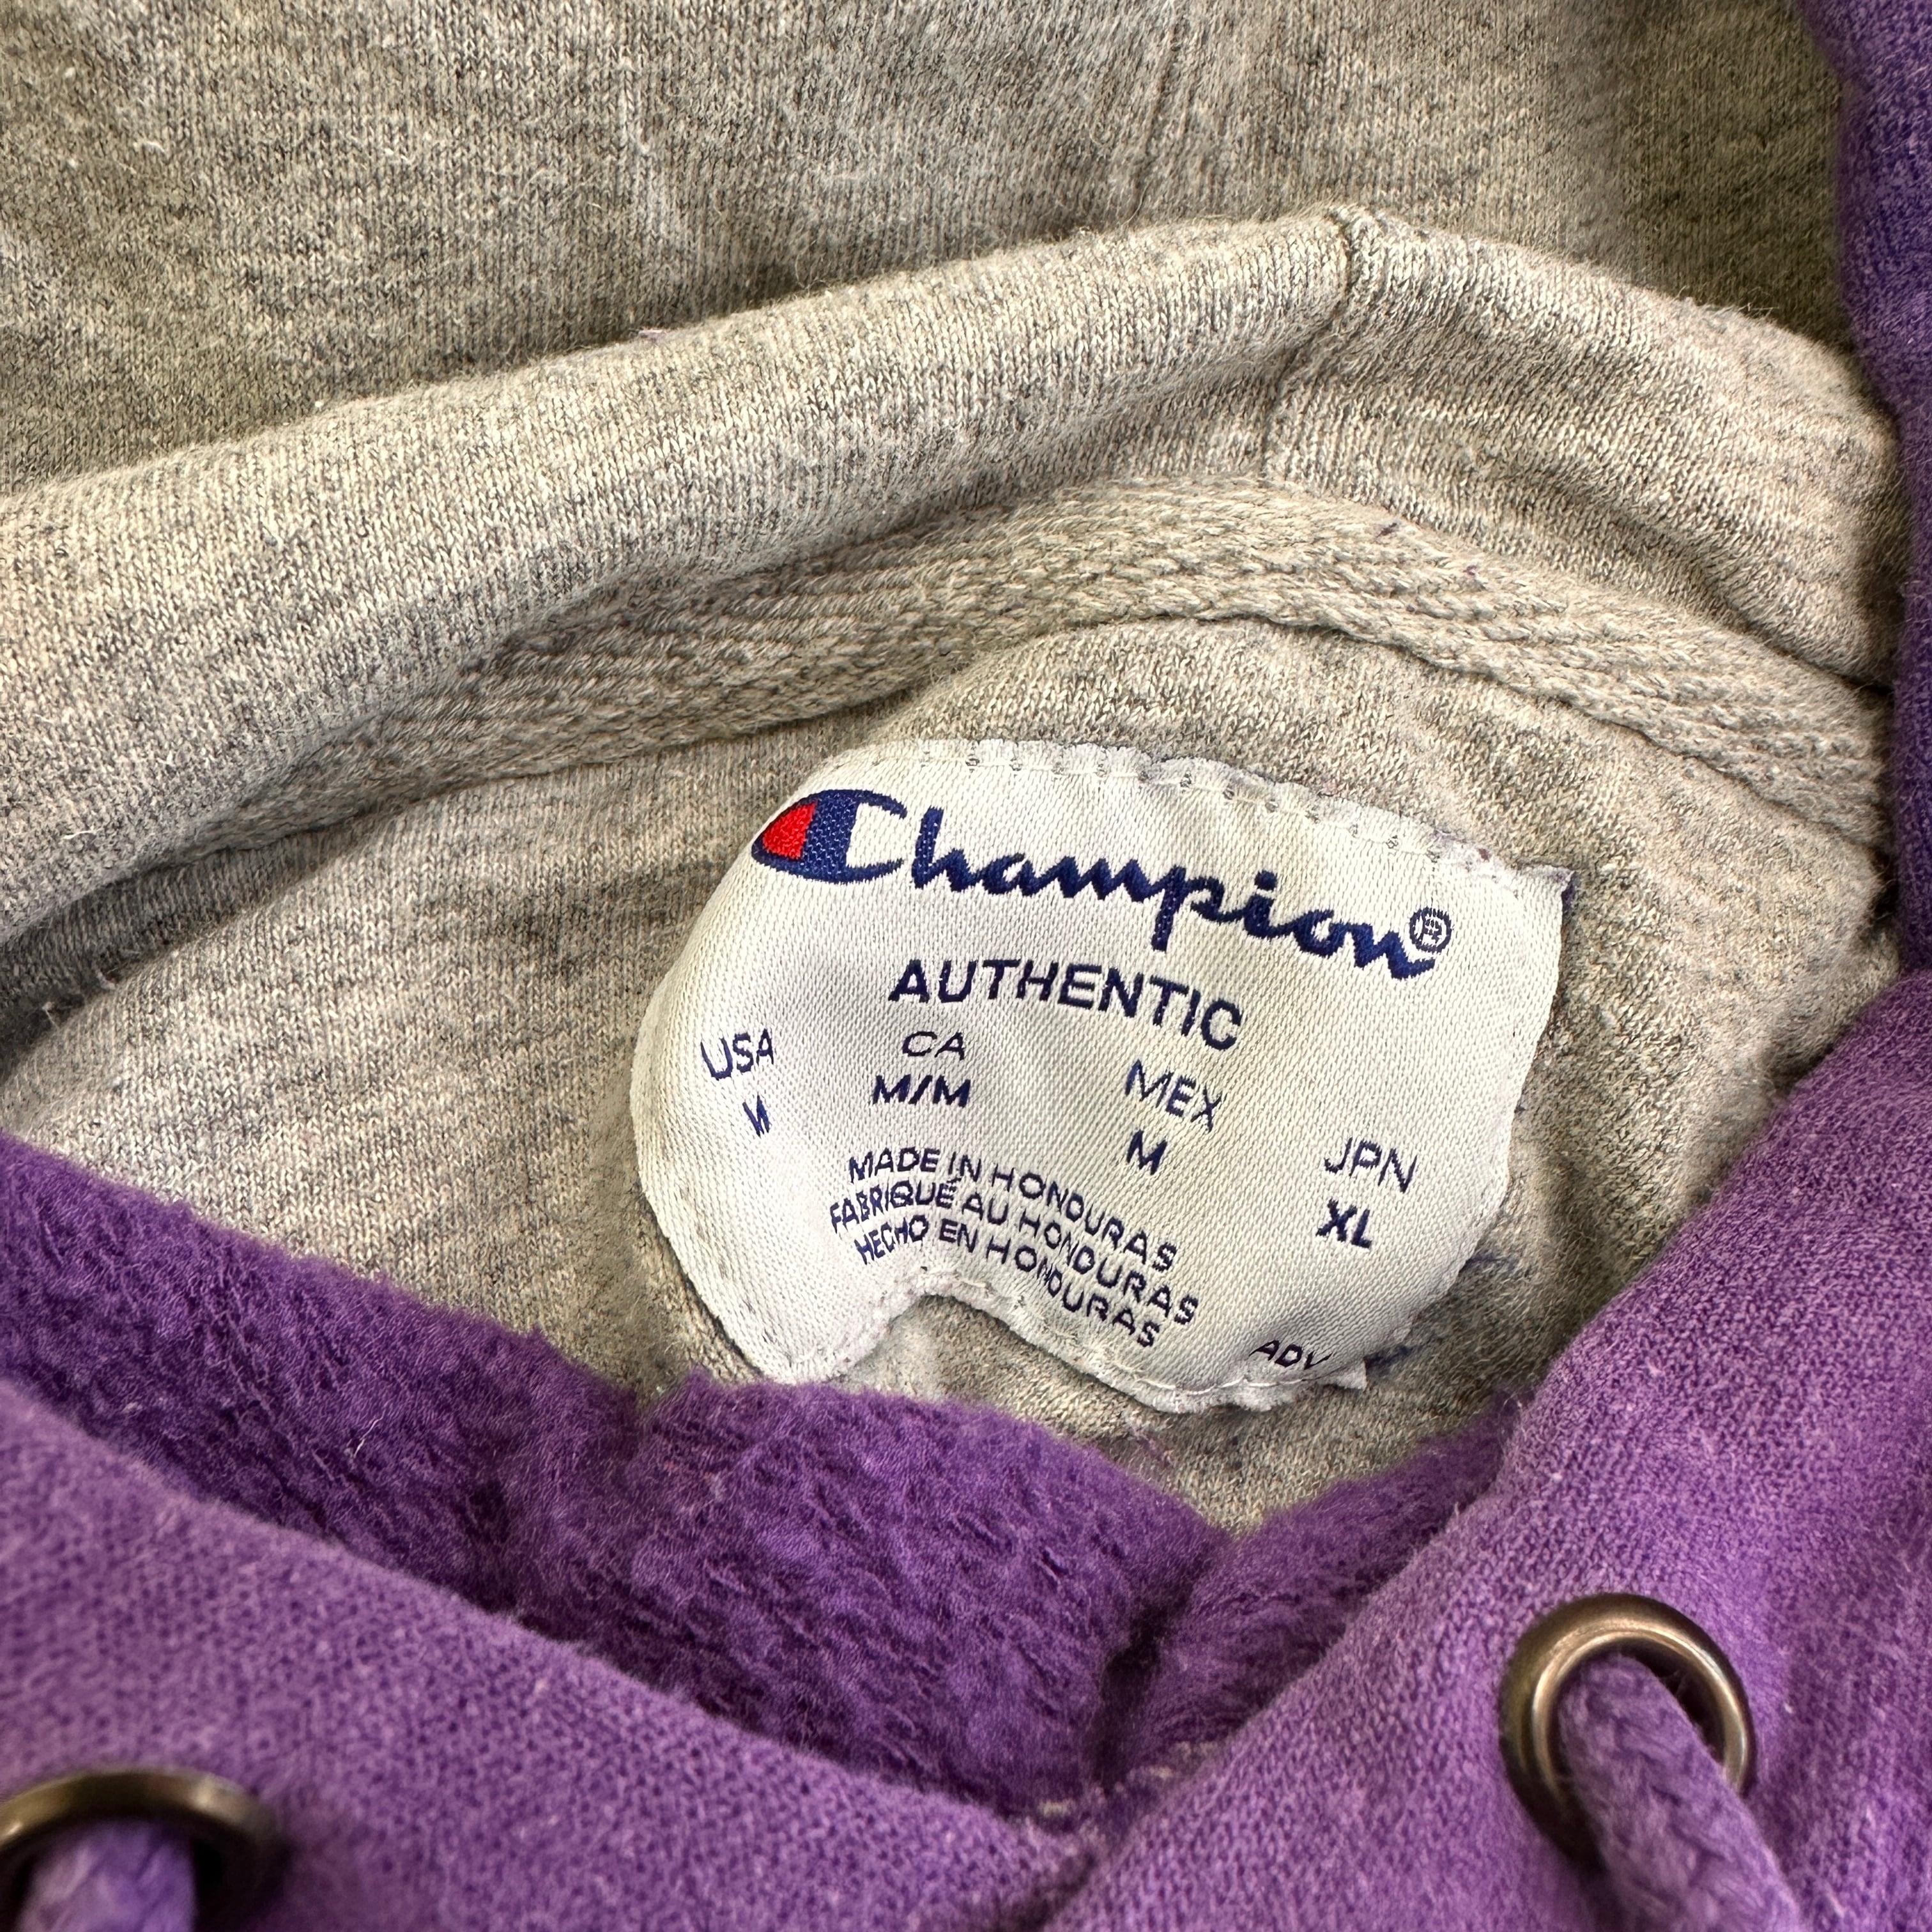 Champion®
AUTHENTIC
USA CA MEX JPN
M M/M M XL
MADE IN HONDURAS
FABRIQUÉ AU HONDURAS
HECHO EN HONDURAS
ADV